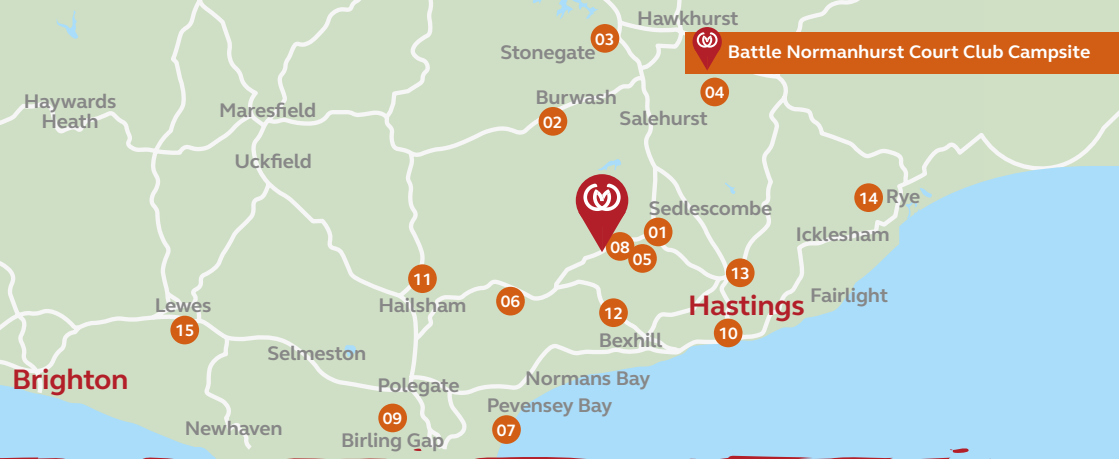 Hawkhurst
03
Stonegate
Battle Normanhurst Court Club Campsite
04
Burwash
02
Salehurst
Haywards
Heath
Maresfield
Uckfield
14
Rye
Sedlescombe
01
Icklesham
08
05
13
11
Hailsham
06
Hastings
Fairlight
12
10
Bexhill
Lewes
15
Selmeston
Brighton
Polegate
Normans Bay
Pevensey Bay
09
07
Newhaven
Birling Gap